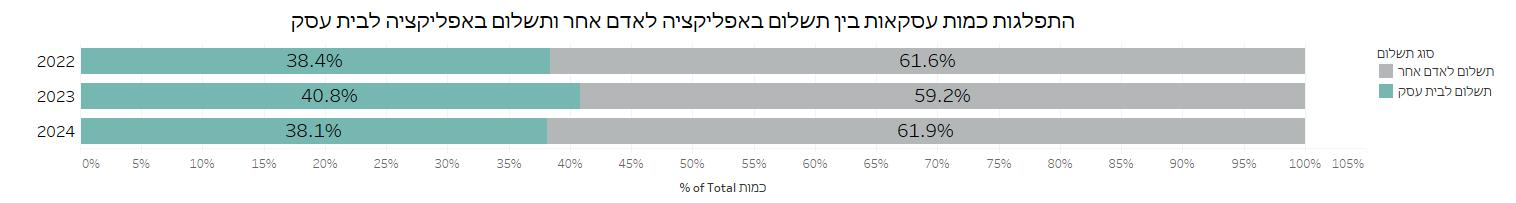 התפלגות כמות עסקאות בין תשלום באפליקציה לאדם אחר ותשלום באפליקציה לבית עסק
2022 38.4% 61.6%
2023 40.8% 59.2%
2024 38.1% 61.9%
0% 5% 10% 15% 20% 25% 30% 35% 40% 45% 50% 55% 60% 65% 70% 75% 80% 85% 90% 95% 100% 105%
% of Total כמות
סוג תשלום
תשלום לאדם אחר
תשלום לבית עסק